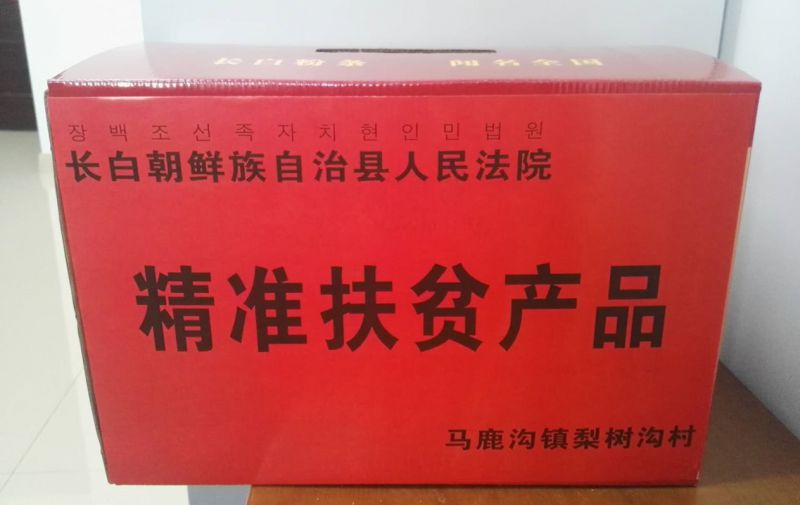 장백조선족자치현인민법원
长白朝鲜族自治县人民法院
精准扶贫产品
马鹿沟镇梨树沟村